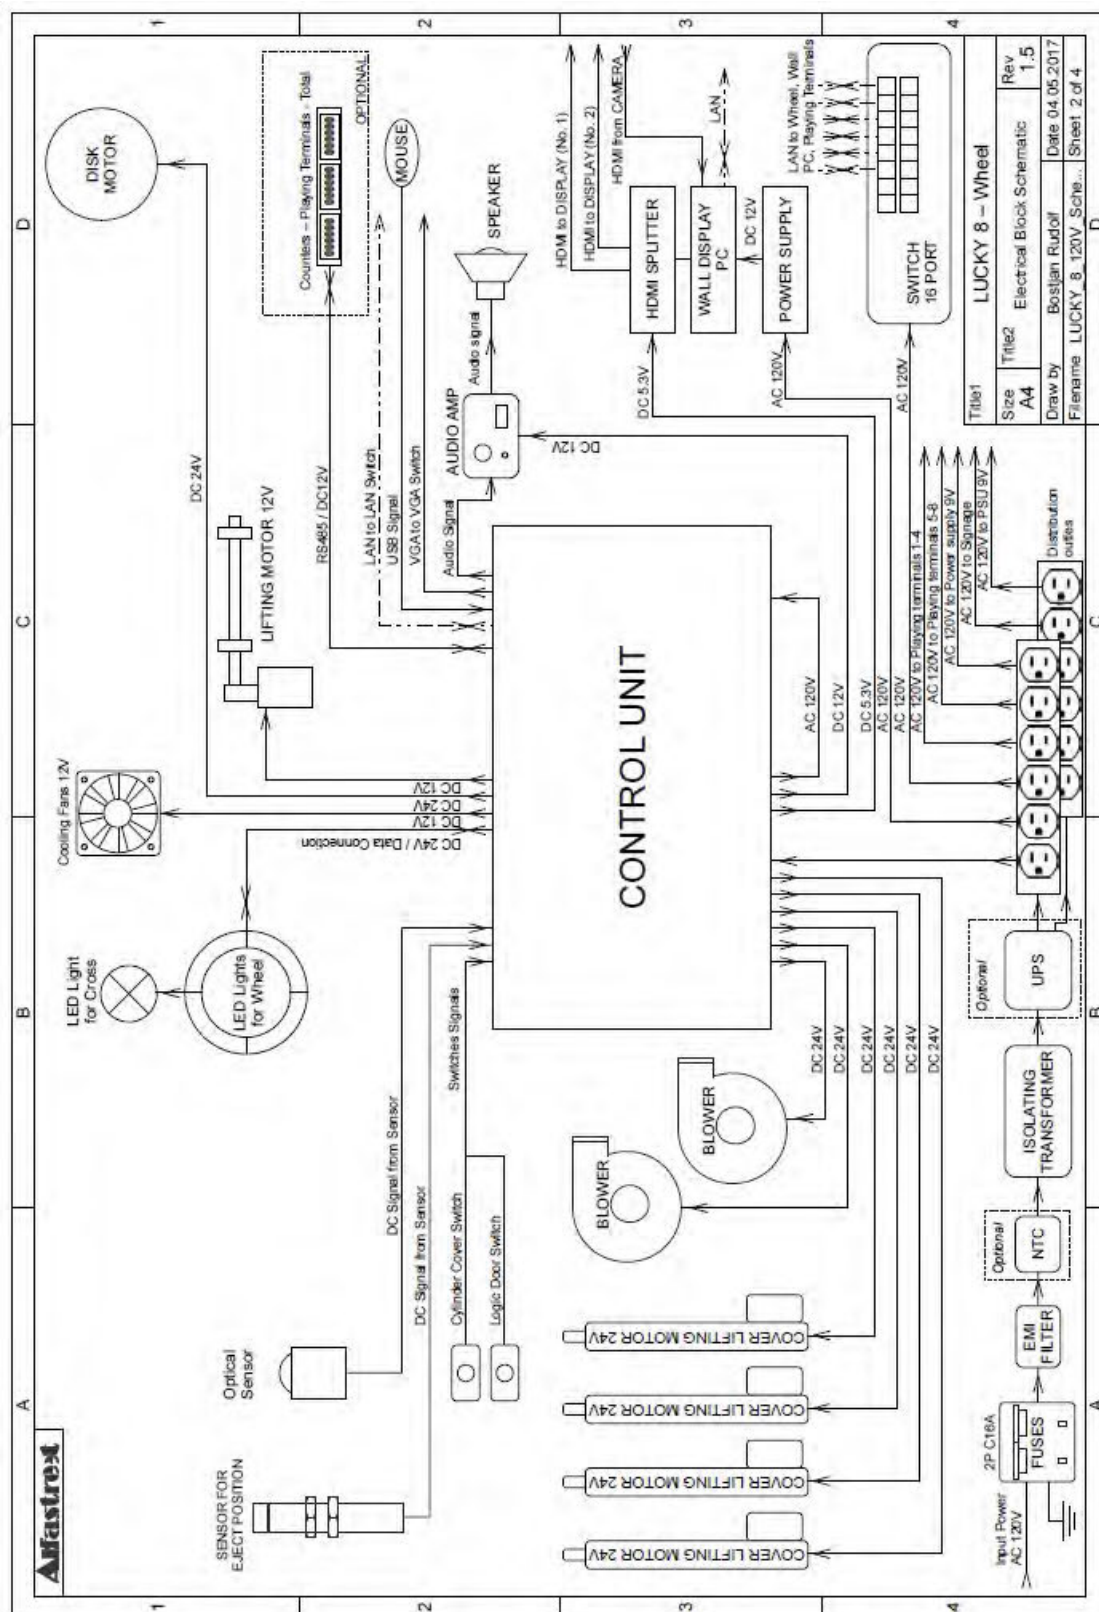 Alfastreet
A
B
C
D
1
2
3
4
SENSOR FOR
EJECT POSITION
Optical
Sensor
LED Light
for Cross
LED Lights
for Wheel
Cooling Fans 12V
LIFTING MOTOR 12V
DISK
MOTOR
DC 24V
Counters – Playing Terminals - Total
OPTIONAL
RS485 / DC12V
MOUSE
LAN to LAN Switch
USB Signal
VGA to VGA Switch
SPEAKER
Audio signal
AUDIO AMP
Audio Signal
DC 12V
DC 12V
DC 24V
DC 12V
DC 24V / Data Connection
DC Signal from Sensor
DC Signal from Sensor
Switches Signals
Cylinder Cover Switch
Logic Door Switch
CONTROL UNIT
BLOWER
BLOWER
COVER LIFTING MOTOR 24V
COVER LIFTING MOTOR 24V
COVER LIFTING MOTOR 24V
COVER LIFTING MOTOR 24V
DC 24V
DC 24V
DC 24V
DC 24V
DC 24V
DC 24V
AC 120V
DC 12V
DC 5.3V
AC 120V
AC 120V
AC 120V to Playing terminals 1-4
AC 120V to Playing terminals 5-8
AC 120V to Power supply 9V
AC 120V to Signage
AC 120V to PSU 9V
HDMI to DISPLAY (No. 1)
HDMI to DISPLAY (No. 2)
HDMI from CAMERA
LAN
HDMI SPLITTER
WALL DISPLAY
PC
DC 12V
POWER SUPPLY
DC 5.3V
AC 120V
LAN to Wheel, Wall
PC, Playing Terminals
SWITCH
16 PORT
AC 120V
Input Power
AC 120V
2P C16A
FUSES
EMI
FILTER
Optional
NTC
ISOLATING
TRANSFORMER
Optional
UPS
Distribution
outles
Title1
LUCKY 8 – Wheel
Size
A4
Title2
Electrical Block Schematic
Rev
1.5
Draw by Bostjan Rudolf
Date 04.05.2017
Filename LUCKY_8_120V_Sche...
Sheet 2 of 4
1
2
3
4
A
B
C
D